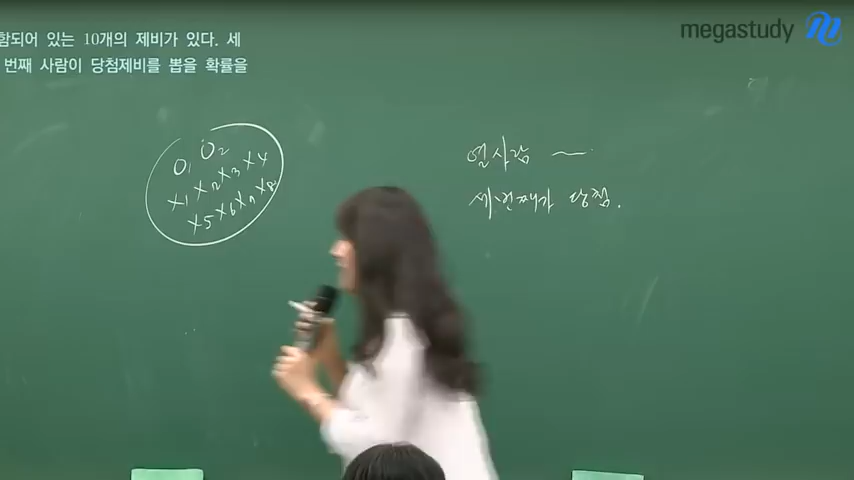 megastudy
함되어 있는 10개의 제비가 있다. 세
번째 사람이 당첨제비를 뽑을 확률을
O1 O2
X1 X2 X3 X4
X5 X6 X7 X8
열사람 ~
세번째가 당첨.